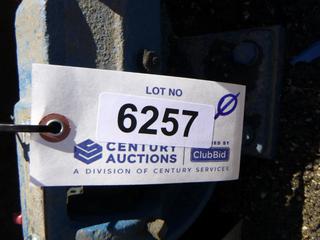 LOT NO
6257
CENTURY
AUCTIONS
ClubBid
A DIVISION OF CENTURY SERVICES